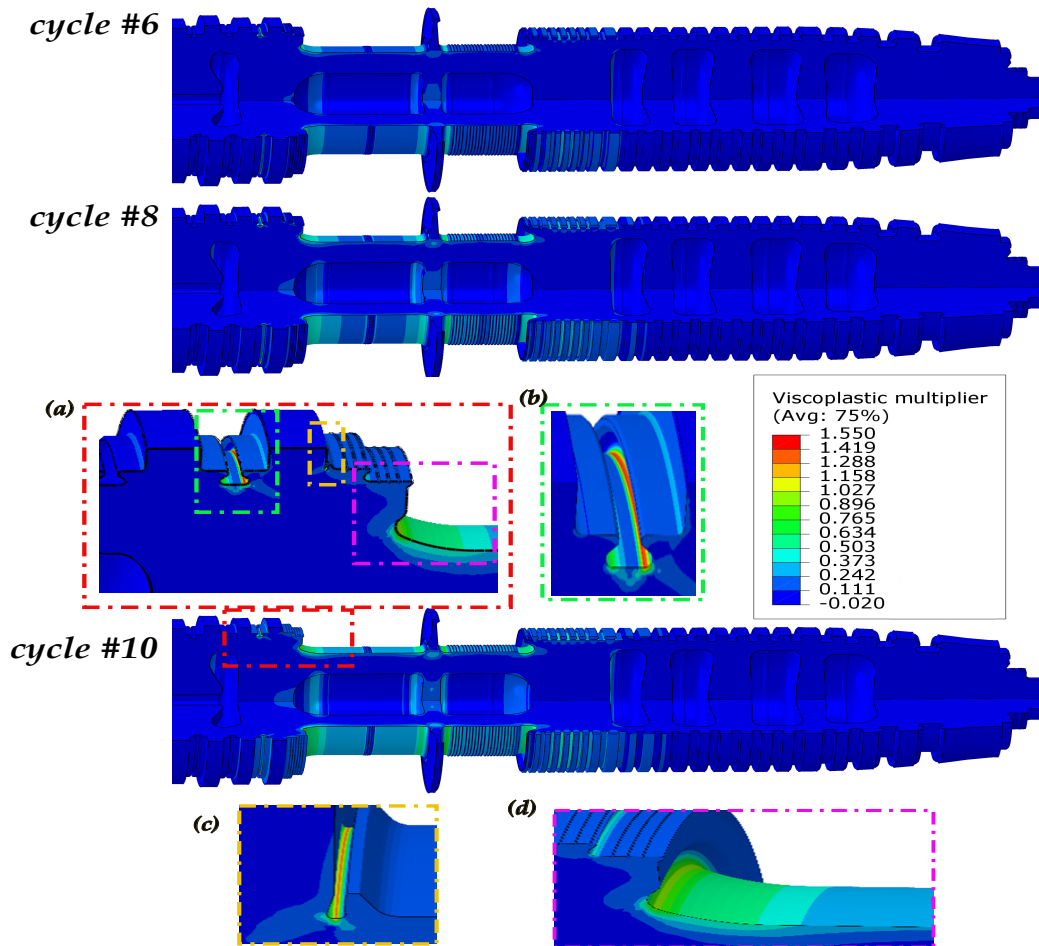 cycle #6
cycle #8
(a)
(b)
Viscoplastic multiplier
(Avg: 75%)
1.550
1.419
1.288
1.158
1.027
0.896
0.765
0.634
0.503
0.373
0.242
0.111
-0.020
cycle #10
(c)
(d)